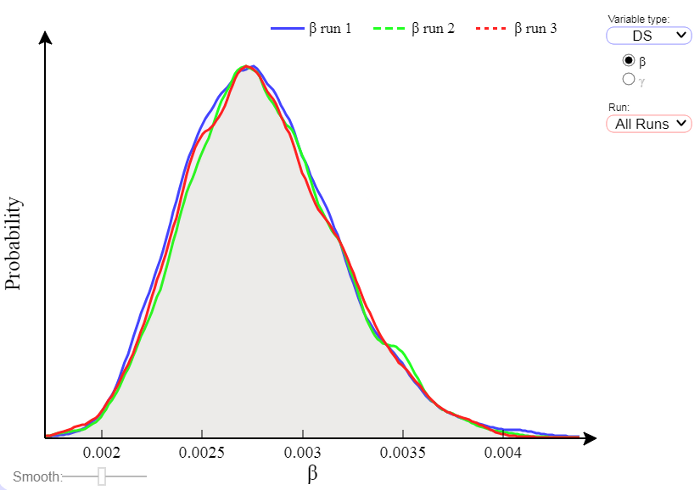 β run 1 β run 2 β run 3
Variable type:
DS
β
γ
Run:
All Runs
Probability
0.002 0.0025 0.003 0.0035 0.004
β
Smooth: